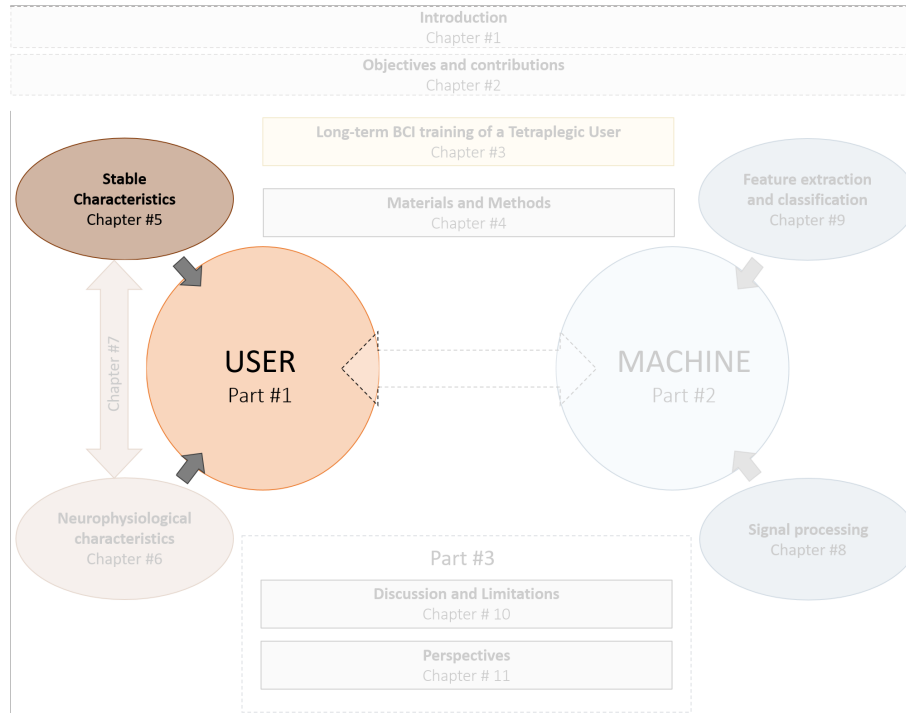 Introduction
Chapter #1
Objectives and contributions
Chapter #2
Long-term BCI training of a Tetraplegic User
Chapter #3
Stable
Characteristics
Chapter #5
Materials and Methods
Chapter #4
Feature extraction
and classification
Chapter #9
Chapter #7
USER
Part #1
MACHINE
Part #2
Neurophysiological
characteristics
Chapter #6
Signal processing
Chapter #8
Part #3
Discussion and Limitations
Chapter # 10
Perspectives
Chapter # 11